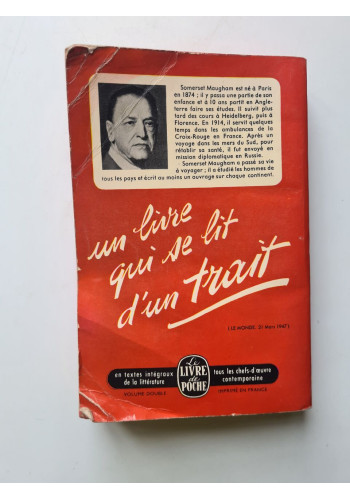 Somerset Maugham est né à Paris
en 1874 ; il y passa une partie de son
enfance et à 10 ans partit en Angle-
terre faire ses études. Il suivit plus
tard des cours à Heidelberg, puis à
Florence. En 1914, il servit quelques
temps dans les ambulances de la
Croix-Rouge en France. Après un
voyage dans les mers du Sud, pour
rétablir sa santé, il fut envoyé en
mission diplomatique en Russie.
Somerset Maugham a passé sa vie
à voyager ; il a étudié les hommes de
tous les pays et écrit au moins un ouvrage sur chaque continent.
un livre
qui se lit
d'un trait
(LE MONDE, 21 Mars 1947)
en textes intégraux
de la littérature
Le
LIVRE
de
POCHE
tous les chefs-d'œuvre
contemporaine
VOLUME DOUBLE
IMPRIMÉ EN FRANCE